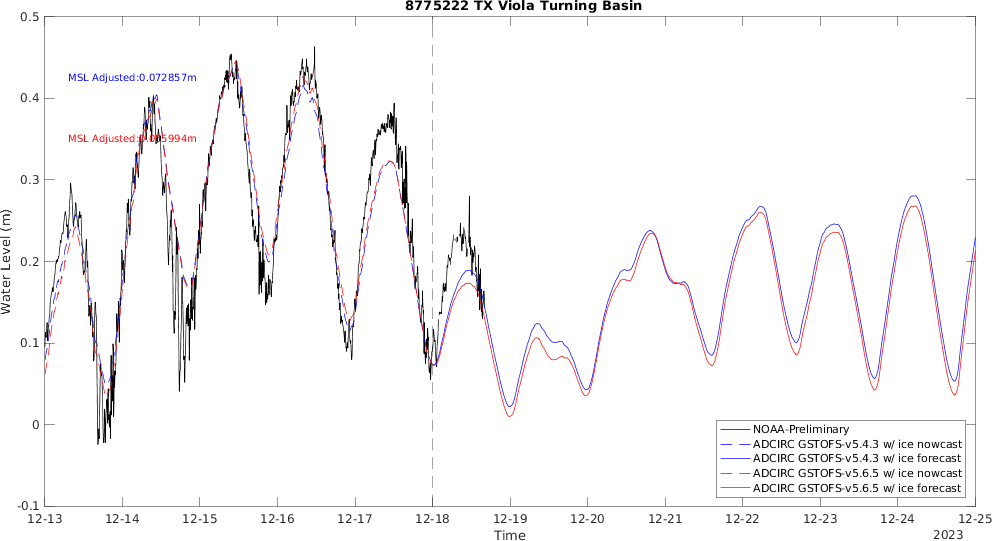 8775222 TX Viola Turning Basin
0.5
0.4
0.3
0.2
0.1
0
-0.1
Water Level (m)
MSL Adjusted:0.072857m
MSL Adjusted:
12-13 12-14 12-15 12-16 12-17 12-18 12-19 12-20 12-21 12-22 12-23 12-24 12-25
Time
2023
NOAA-Preliminary
ADCIRC GSTOFS-v5.4.3 w/ ice nowcast
ADCIRC GSTOFS-v5.4.3 w/ ice forecast
ADCIRC GSTOFS-v5.6.5 w/ ice nowcast
ADCIRC GSTOFS-v5.6.5 w/ ice forecast